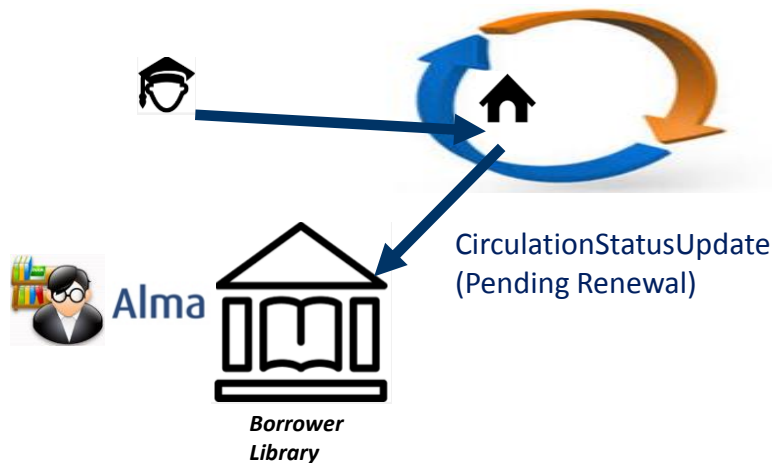 CirculationStatusUpdate
(Pending Renewal)
Alma
Borrower
Library